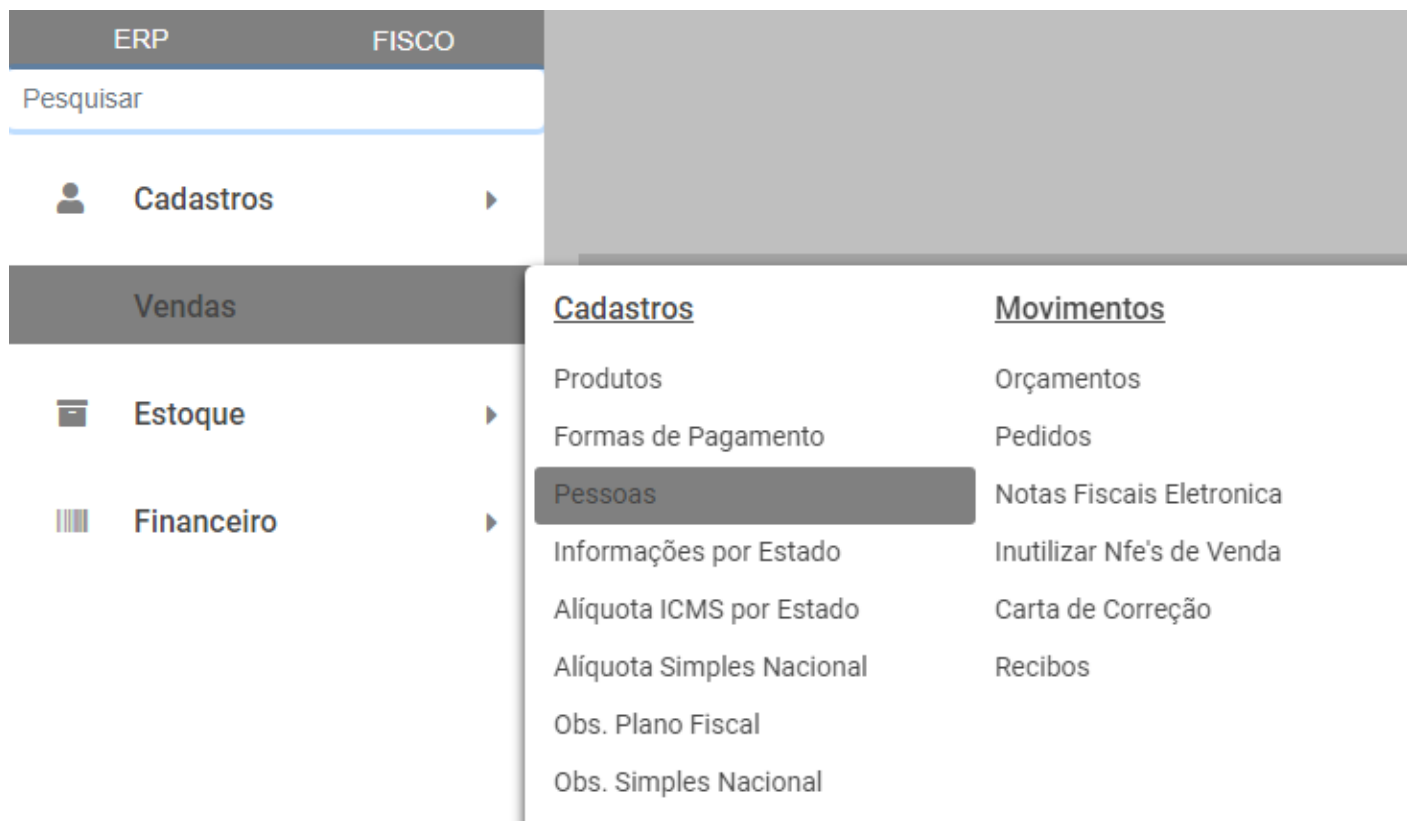 ERP
FISCO
Pesquisar
Cadastros
Vendas
Estoque
Financeiro
Cadastros
Produtos
Formas de Pagamento
Pessoas
Informações por Estado
Alíquota ICMS por Estado
Alíquota Simples Nacional
Obs. Plano Fiscal
Obs. Simples Nacional
Movimentos
Orçamentos
Pedidos
Notas Fiscais Eletronica
Inutilizar Nfe's de Venda
Carta de Correção
Recibos